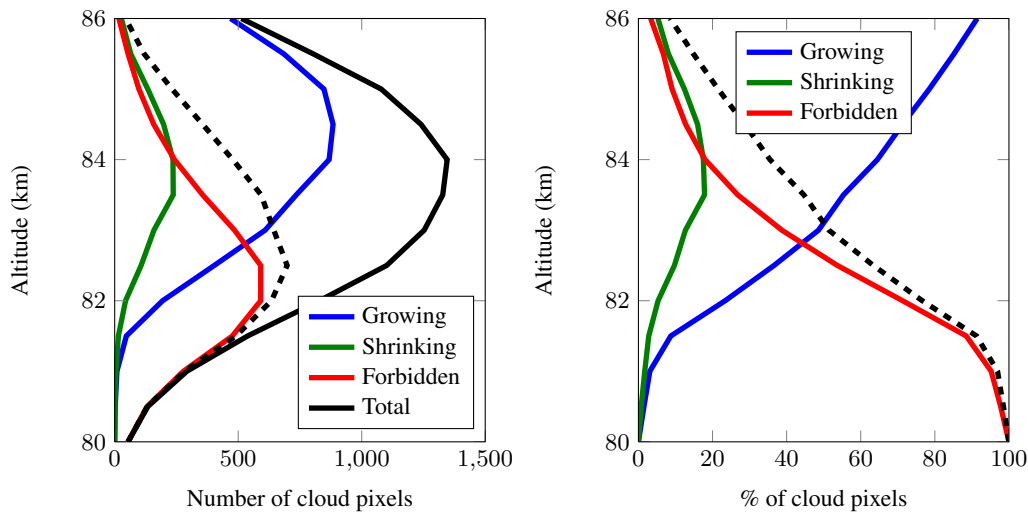 86
84
82
80
Altitude (km)
0
500
1,000
1,500
Number of cloud pixels
Growing
Shrinking
Forbidden
Total
86
84
82
80
Altitude (km)
0
20
40
60
80
100
% of cloud pixels
Growing
Shrinking
Forbidden